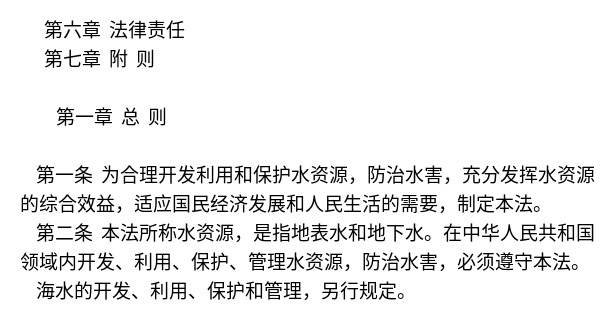 第六章 法律责任
第七章 附 则
第一章 总 则
第一条 为合理开发利用和保护水资源，防治水害，充分发挥水资源
的综合效益，适应国民经济发展和人民生活的需要，制定本法。
第二条 本法所称水资源，是指地表水和地下水。在中华人民共和国
领域内开发、利用、保护、管理水资源，防治水害，必须遵守本法。
海水的开发、利用、保护和管理，另行规定。